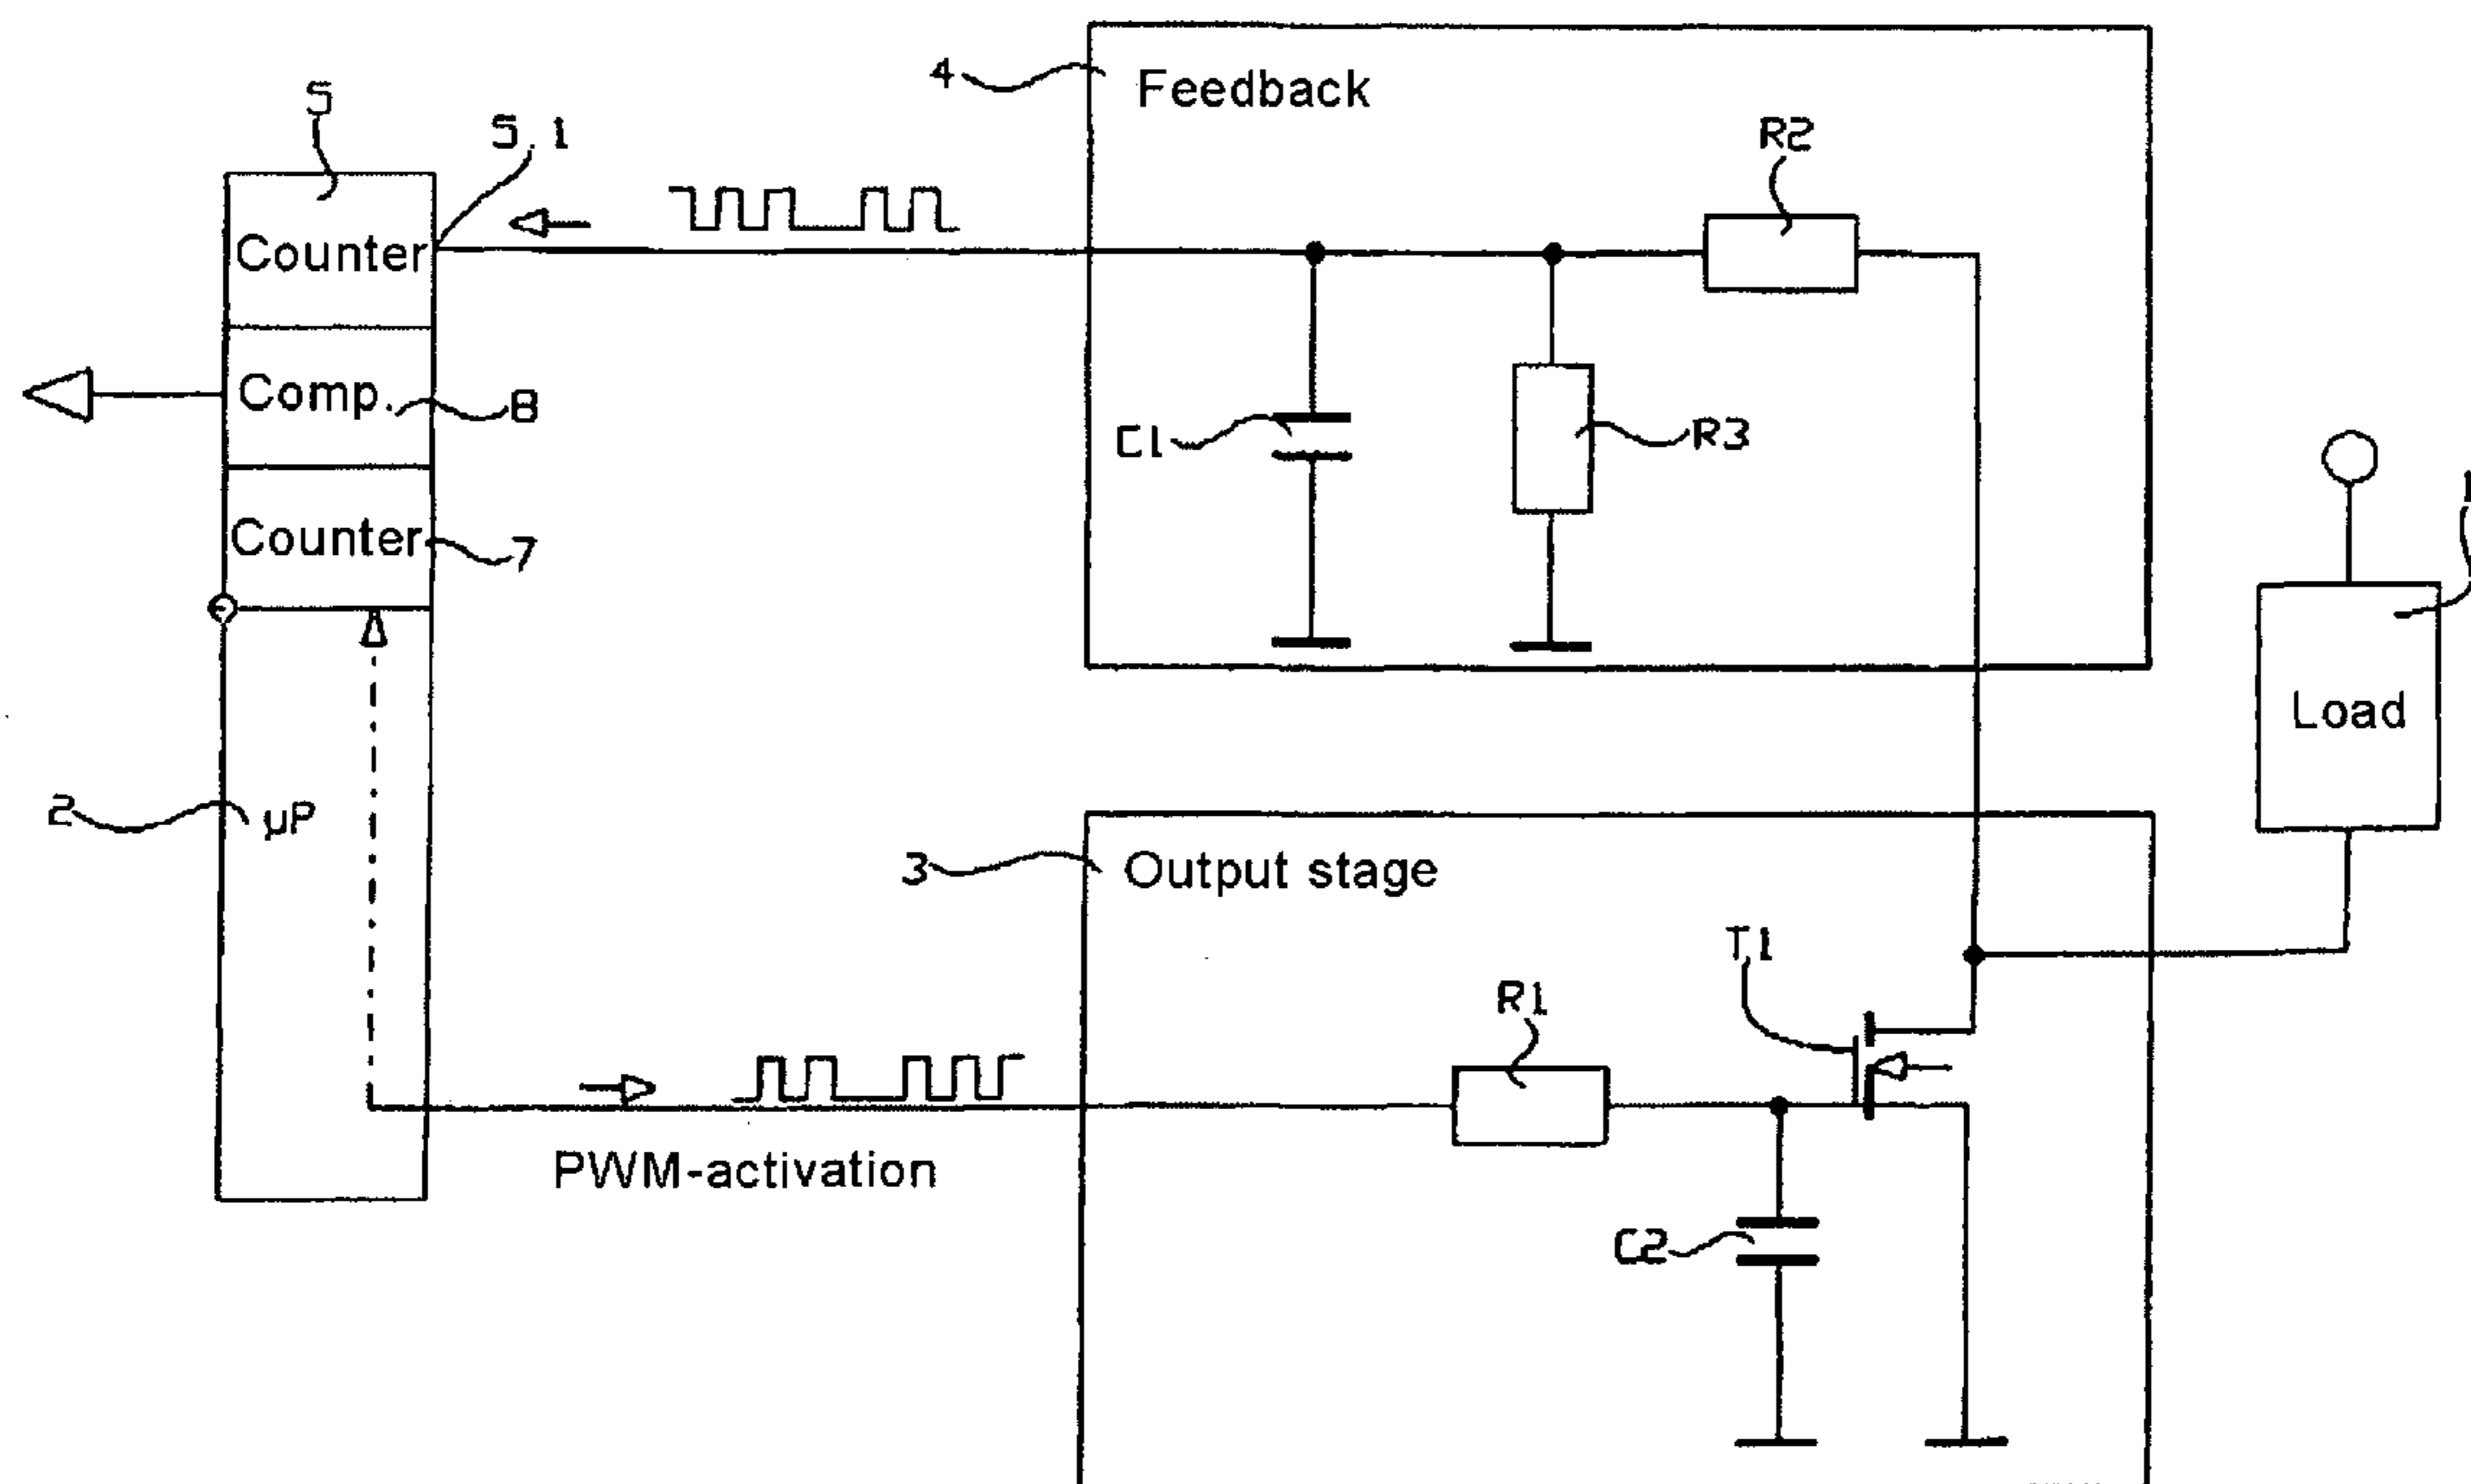 4
Feedback
5
5.1
R2
Counter
Comp.
8
C1
R3
1
Counter
7
Load
2
µP
3
Output stage
T1
R1
PWM-activation
C2